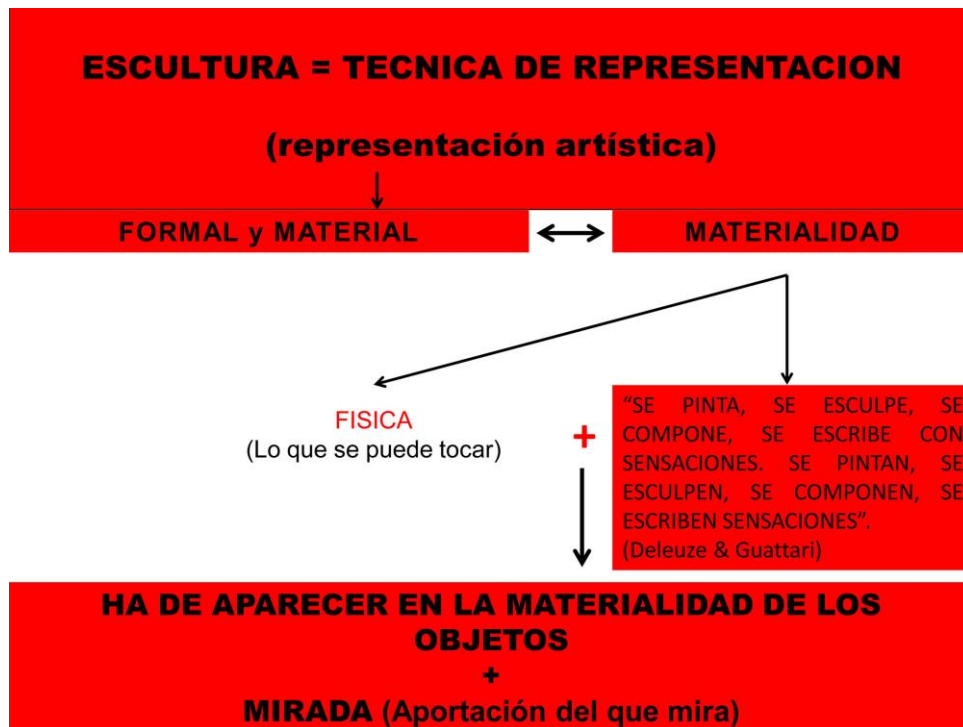 ESCULTURA = TECNICA DE REPRESENTACION
(representación artística)
FORMAL y MATERIAL
MATERIALIDAD
FISICA
(Lo que se puede tocar)
+
“SE PINTA, SE ESCULPE, SE
COMPONE, SE ESCRIBE CON
SENSACIONES. SE PINTAN, SE
ESCULPEN, SE COMPONEN, SE
ESCRIBEN SENSACIONES”.
(Deleuze & Guattari)
HA DE APARECER EN LA MATERIALIDAD DE LOS
OBJETOS
+
MIRADA (Aportación del que mira)